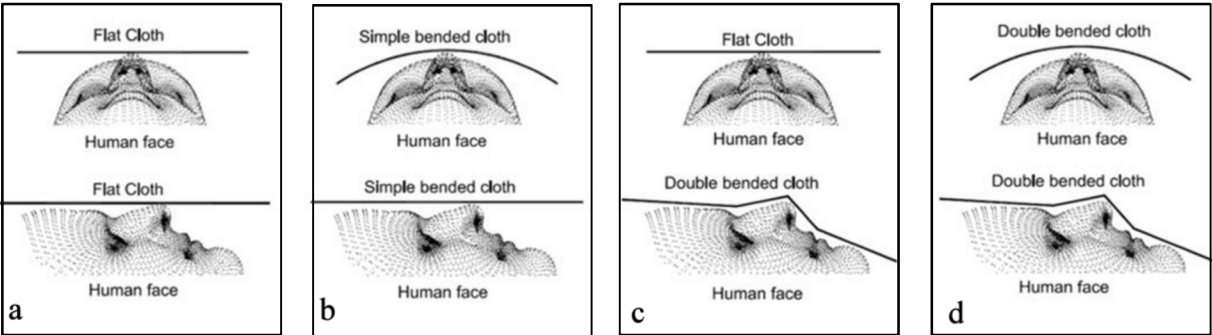 Flat Cloth
Human face
Flat Cloth
Human face
a
Simple bended cloth
Human face
Simple bended cloth
Human face
b
Flat Cloth
Human face
Double bended cloth
Human face
c
Double bended cloth
Human face
Double bended cloth
Human face
d